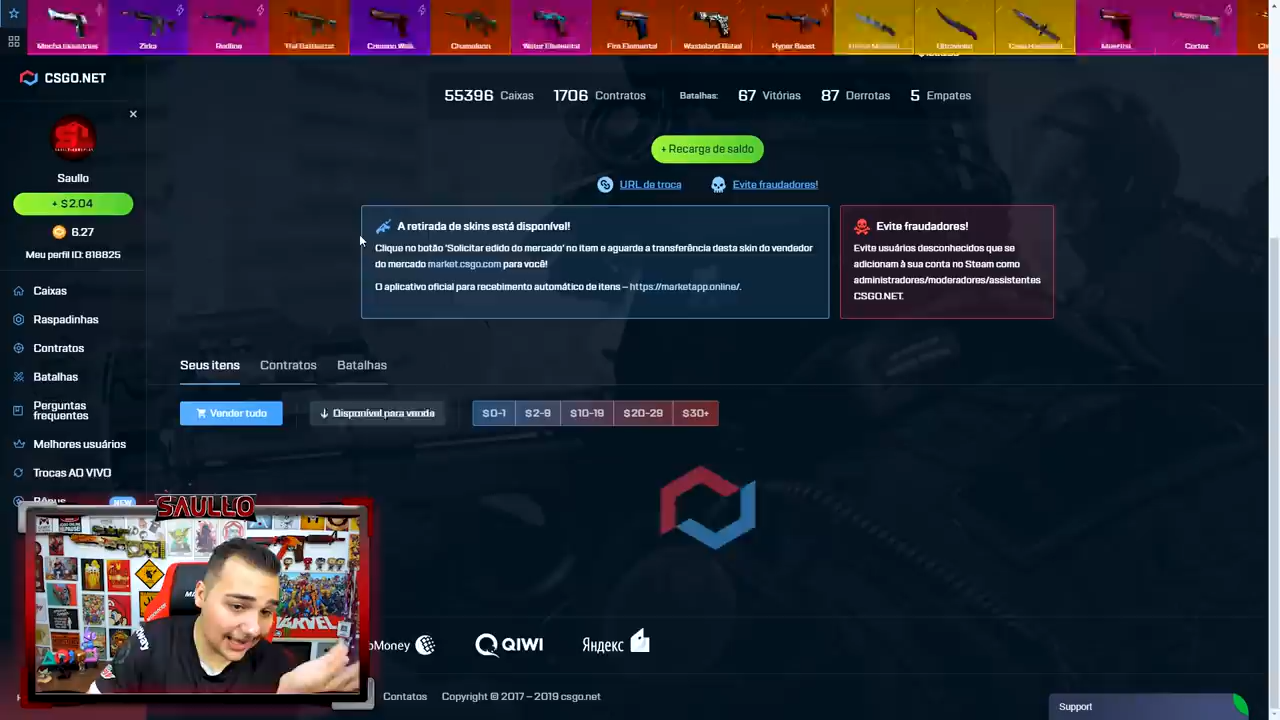 Mecha Industries
Zirka
Redline
The Battlestar
Crimson Web
Chameleon
Water Elemental
Fire Elemental
Wasteland Rebel
Hyper Beast
Ultraviolet
Case Hardened
Cortex
CSGO.NET
55396 Caixas
1706 Contratos
Batalhas:
67 Vitórias
87 Derrotas
5 Empates
+ Recarga de saldo
Saullo
URL de troca
Evite fraudadores!
+ $2.04
6.27
Meu perfil ID: 818825
A retirada de skins está disponível!
Clique no botão 'Solicitar edido do mercado' no item e aguarde a transferência desta skin do vendedor
do mercado market.csgo.com para você!
O aplicativo oficial para recebimento automático de itens – https://marketapp.online/.
Evite fraudadores!
Evite usuários desconhecidos que se
adicionam à sua conta no Steam como
administradores/moderadores/assistentes
CSGO.NET.
Caixas
Raspadinhas
Contratos
Batalhas
Perguntas
frequentes
Melhores usuários
Trocas AO VIVO
Bônus
NEW
Seus itens
Contratos
Batalhas
Vender tudo
Disponível para venda
$0-1
$2-9
$10-19
$20-29
$30+
SAULLO
MARVEL
Money
QIWI
Яндекс
Contatos
Copyright © 2017 – 2019 csgo.net
Support